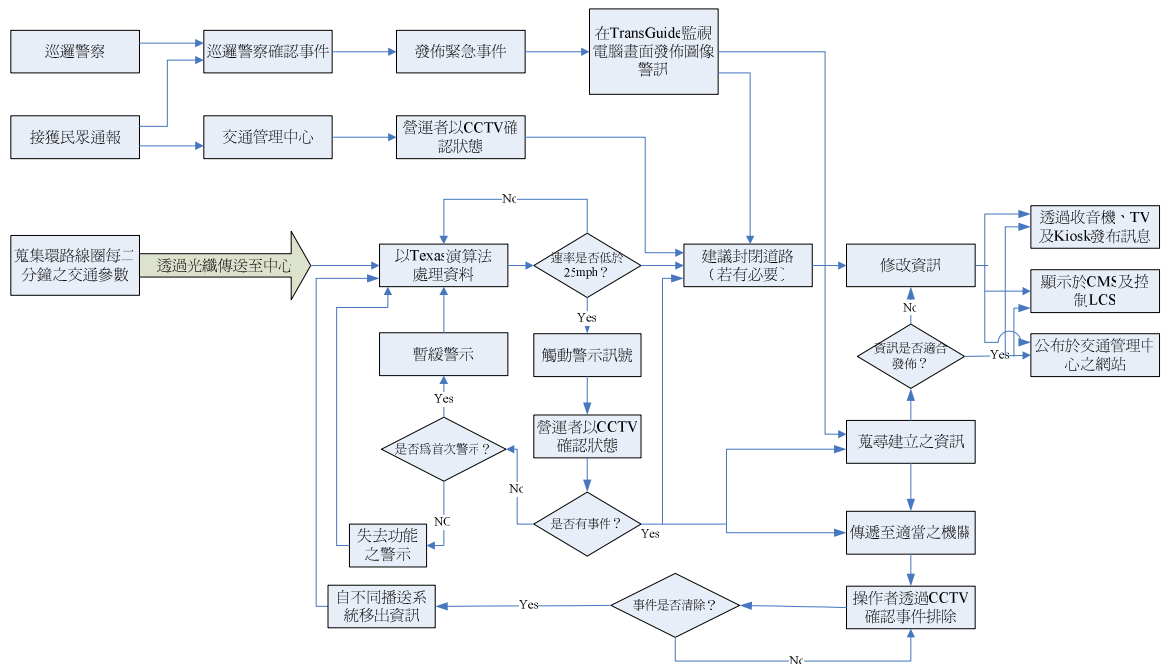 巡邏警察
巡邏警察確認事件
發佈緊急事件
在TransGuide監視
電腦畫面發佈圖像
警訊
接獲民眾通報
交通管理中心
營運者以CCTV確
認狀態
蒐集環路線圈每二
分鐘之交通參數
透過光纖傳送至中心
No
以Texas演算法
處理資料
速率是否低於
25mph？
建議封閉道路
（若有必要）
修改資訊
透過收音機、TV
及Kiosk發布訊息
顯示於CMS及控
制LCS
公布於交通管理中
心之網站
Yes
No
資訊是否適合
發佈？
Yes
暫緩警示
觸動警示訊號
Yes
是否為首次警示？
營運者以CCTV
確認狀態
蒐尋建立之資訊
No
NO
是否有事件？
Yes
失去功能
之警示
傳遞至適當之機關
自不同播送系
統移出資訊
Yes
事件是否清除？
操作者透過CCTV
確認事件排除
No